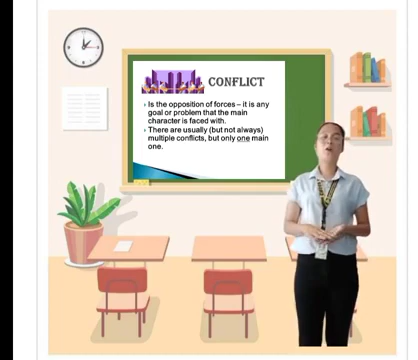 CONFLICT
Is the opposition of forces – it is any
goal or problem that the main
character is faced with.
There are usually (but not always)
multiple conflicts, but only one main
one.